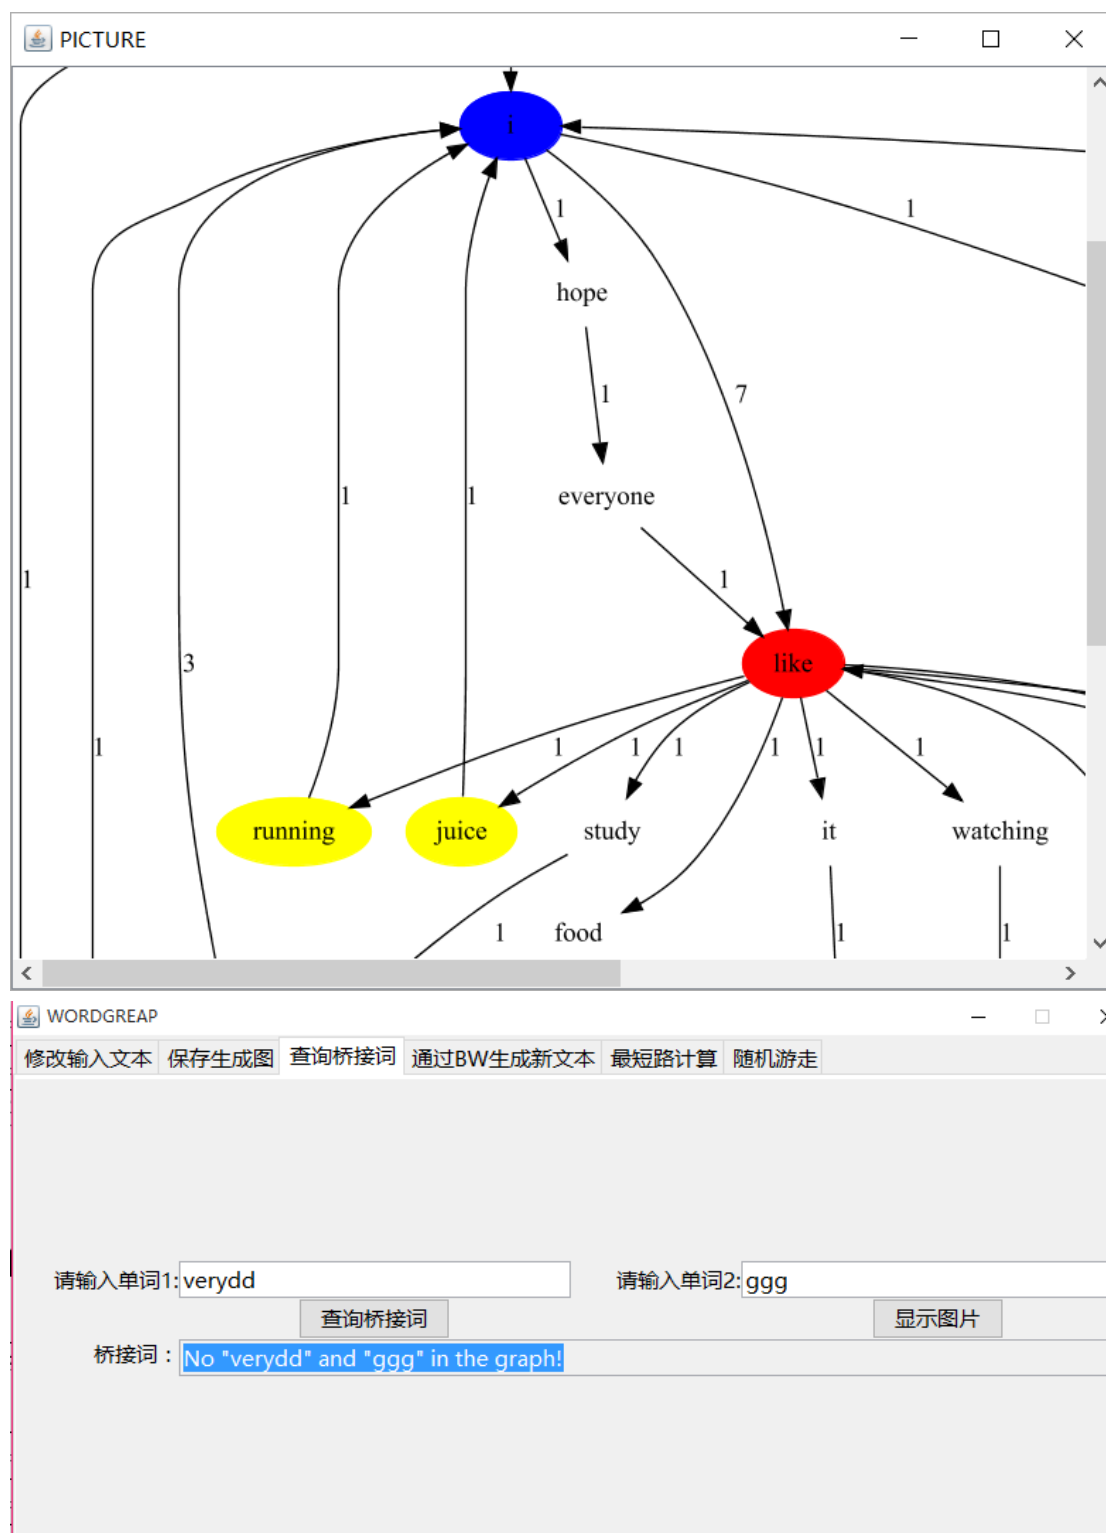 PICTURE
i
1
1
hope
7
1
1
1
everyone
1
1
3
like
1
1
1
1
1
1
1
running
juice
study
it
watching
1
food
1
1
WORDGREAP
修改输入文本 保存生成图 查询桥接词 通过BW生成新文本 最短路计算 随机游走
请输入单词1: verydd 请输入单词2: ggg
查询桥接词 显示图片
桥接词： No "verydd" and "ggg" in the graph!